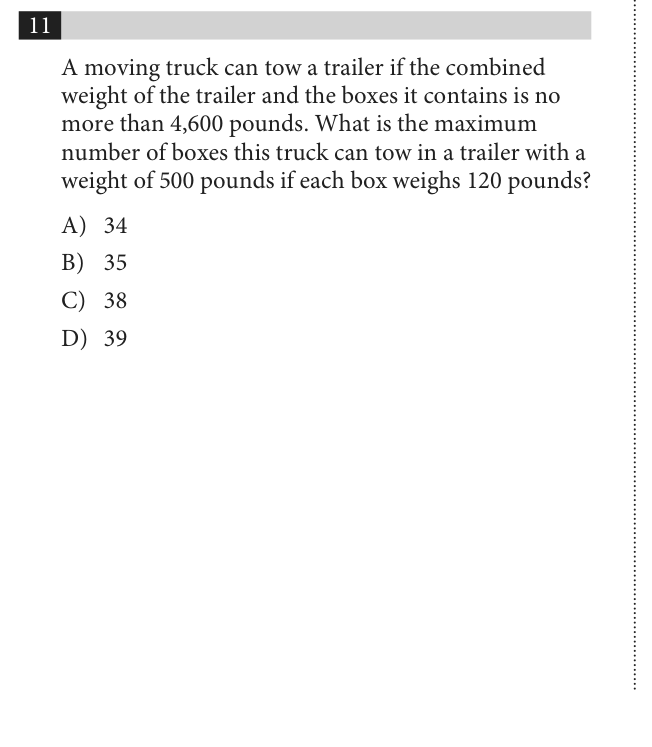 11
A moving truck can tow a trailer if the combined
weight of the trailer and the boxes it contains is no
more than 4,600 pounds. What is the maximum
number of boxes this truck can tow in a trailer with a
weight of 500 pounds if each box weighs 120 pounds?
A) 34
B) 35
C) 38
D) 39